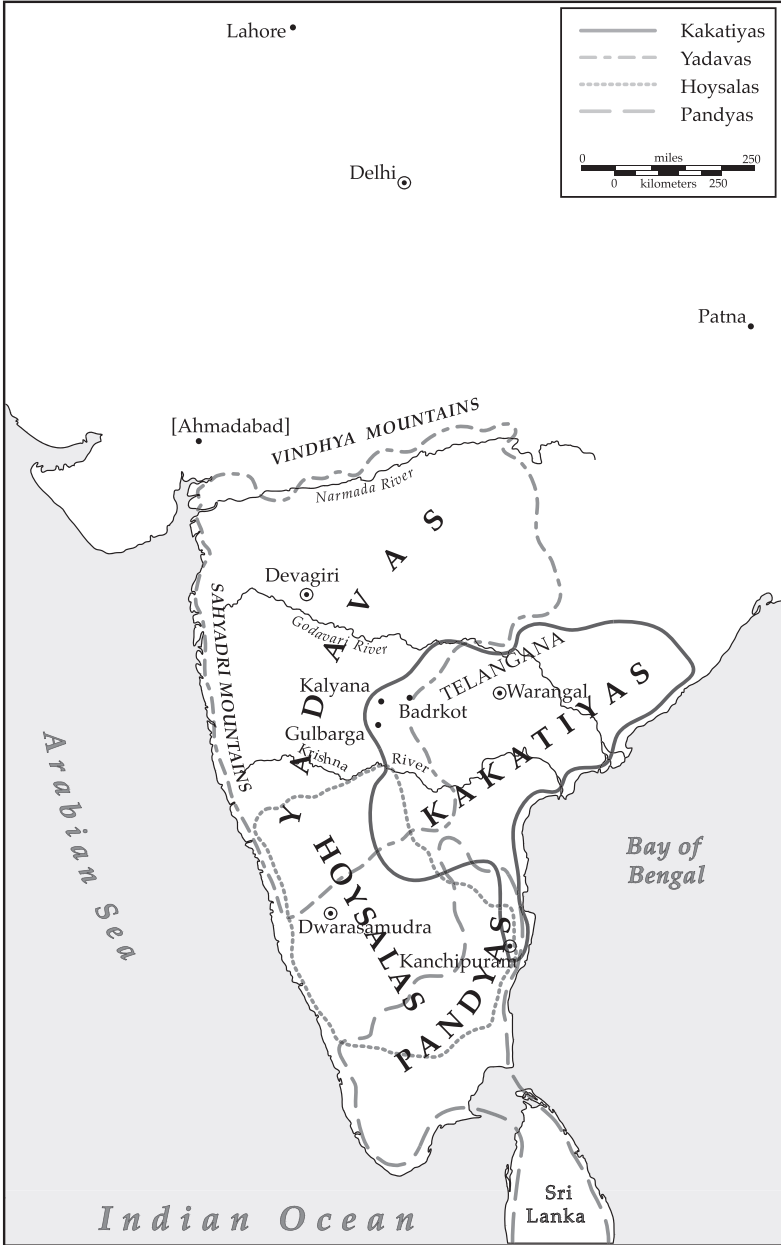 Lahore
Kakatiyas
Yadavas
Hoysalas
Pandyas
0 miles 250
0 kilometers 250
Delhi
Patna
[Ahmadabad]
VINDHYA MOUNTAINS
Narmada River
YADAVAS
Devagiri
SAHYADRI MOUNTAINS
Godavari River
TELANGANA
Kalyana
Badrkot
Warangal
Gulbarga
Krishna River
KAKATIYAS
Arabian Sea
HOYSALAS
Bay of
Bengal
Dwarasamudra
Kanchipuram
PANDYAS
Sri
Lanka
Indian Ocean